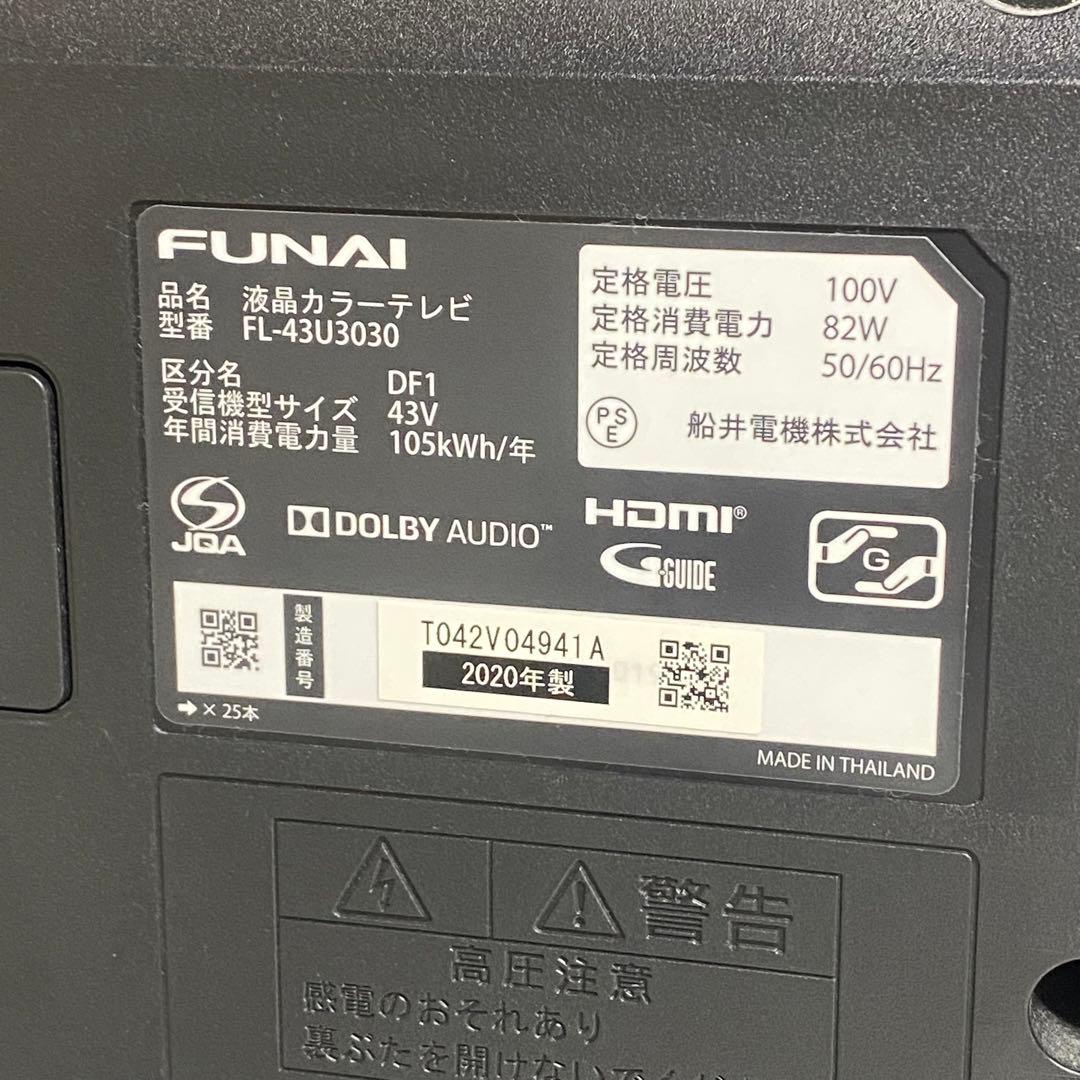 FUNAI
品名 液晶カラーテレビ
型番 FL-43U3030
区分名 DF1
受信機型サイズ 43V
年間消費電力量 105kWh/年
定格電圧 100V
定格消費電力 82W
定格周波数 50/60Hz
PSE
船井電機株式会社
JQA
DOLBY AUDIO™
HDMI®
G-GUIDE
G
製造番号
T042V04941A
2020年製
➡× 25本
MADE IN THAILAND
警告
高圧注意
感電のおそれあり
裏ぶたを開けないで